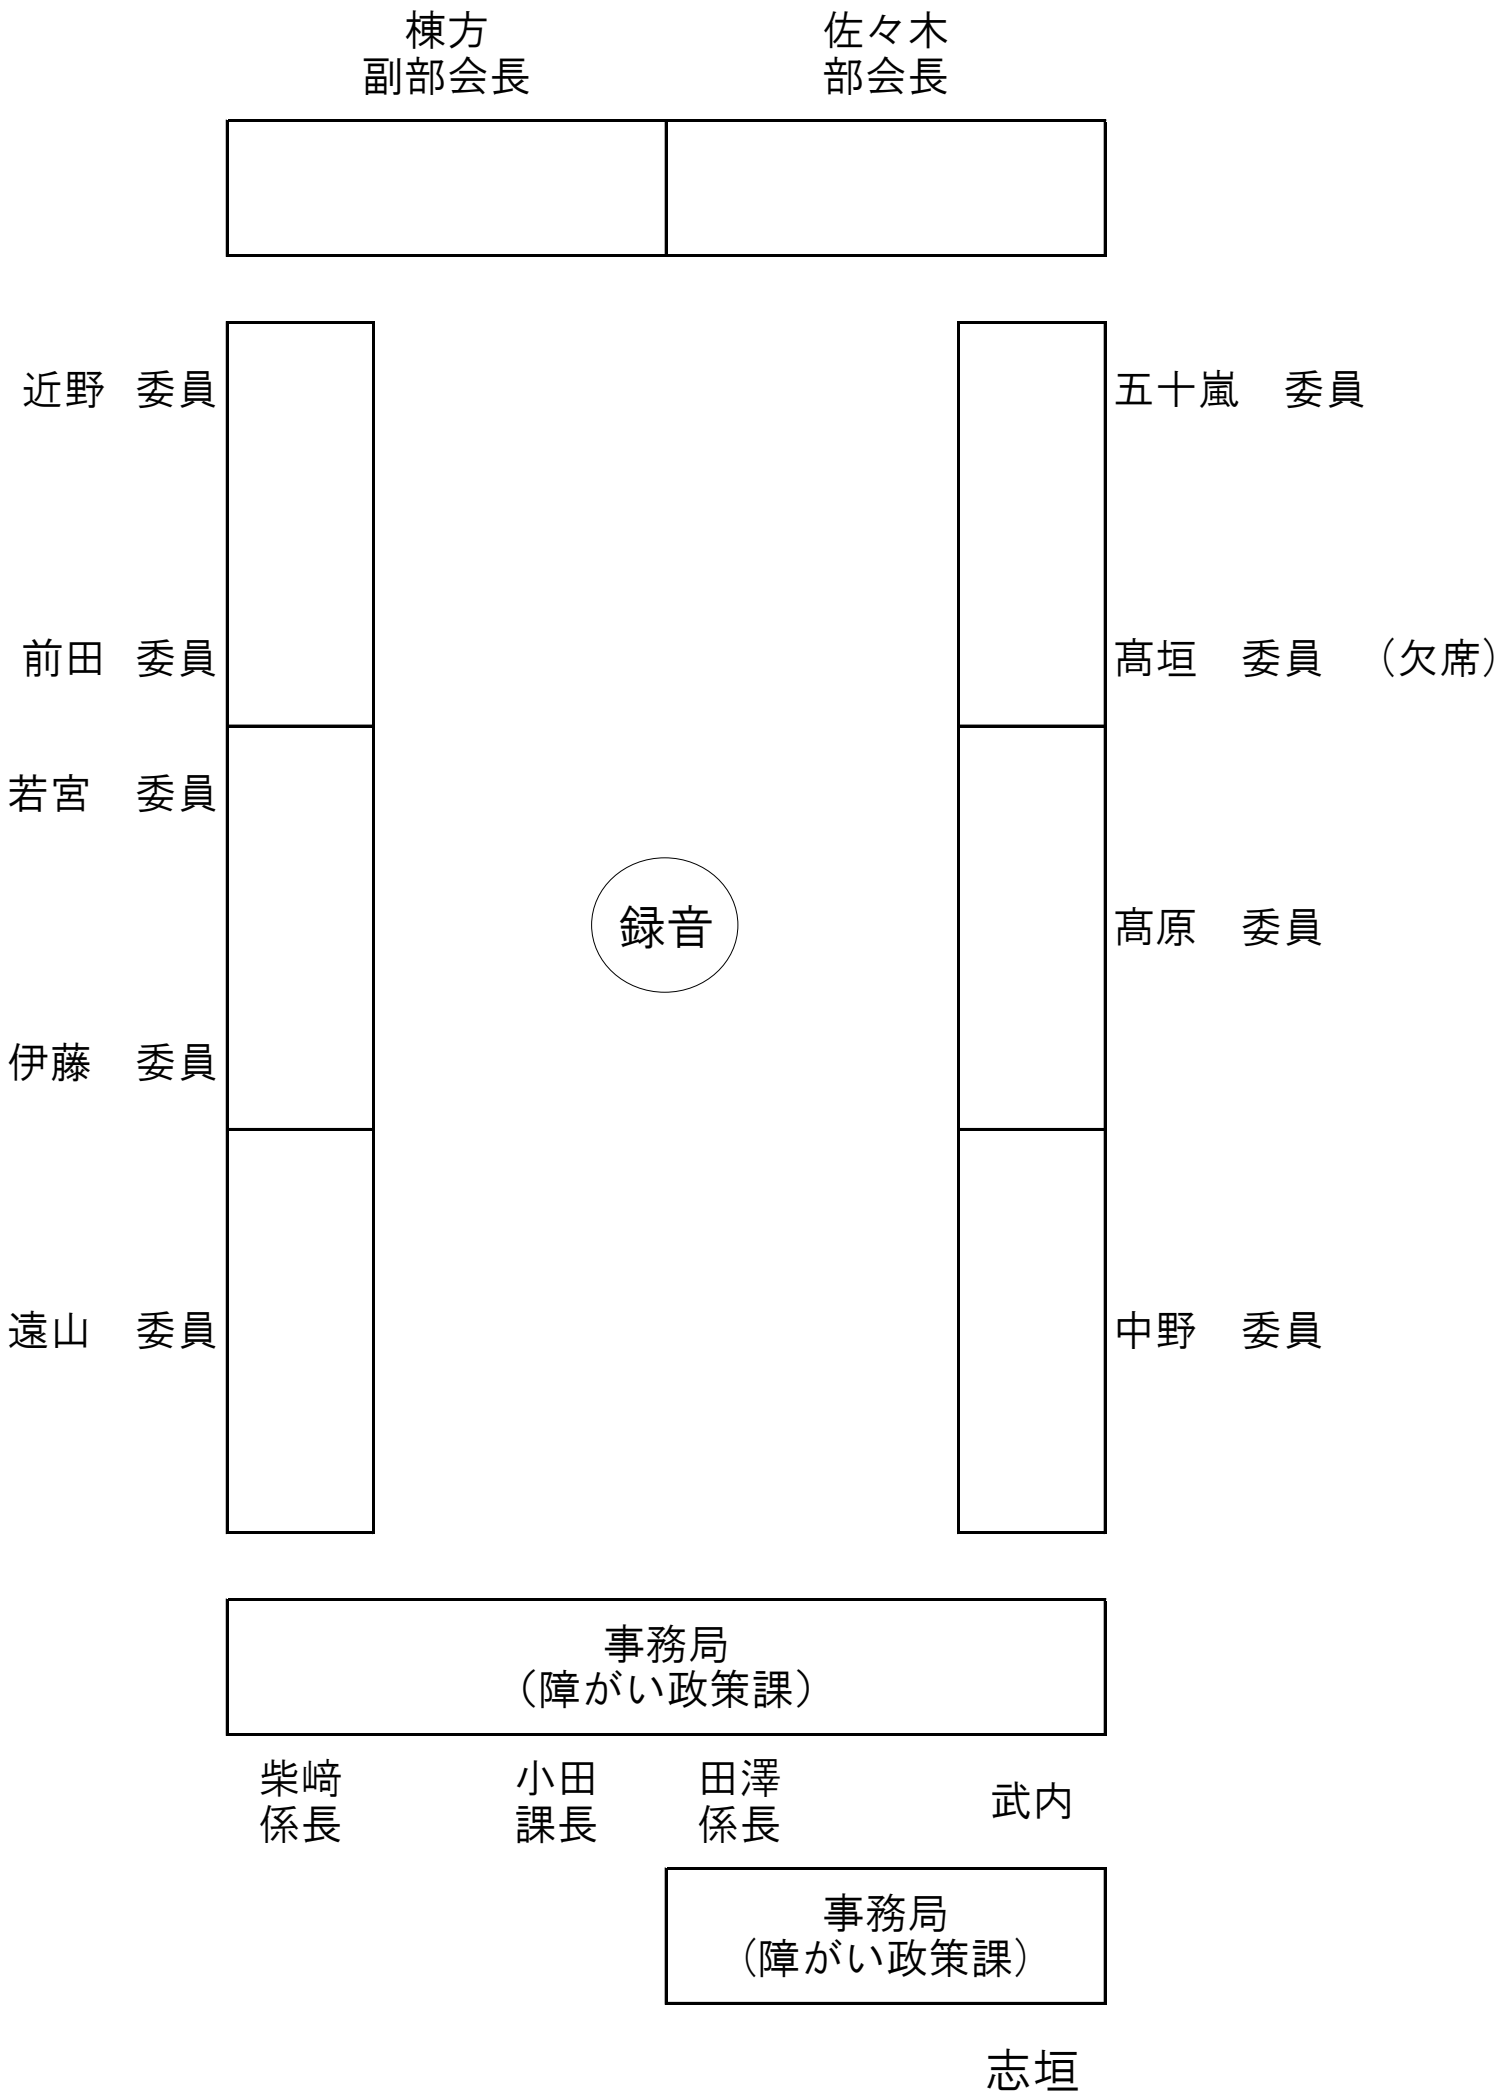 棟方
副部会長
佐々木
部会長
近野 委員
五十嵐　委員
前田 委員
髙垣　委員　（欠席）
若宮　委員
録音
髙原　委員
伊藤　委員
遠山　委員
中野　委員
事務局
（障がい政策課）
柴﨑
係長
小田
課長
田澤
係長
武内
事務局
（障がい政策課）
志垣